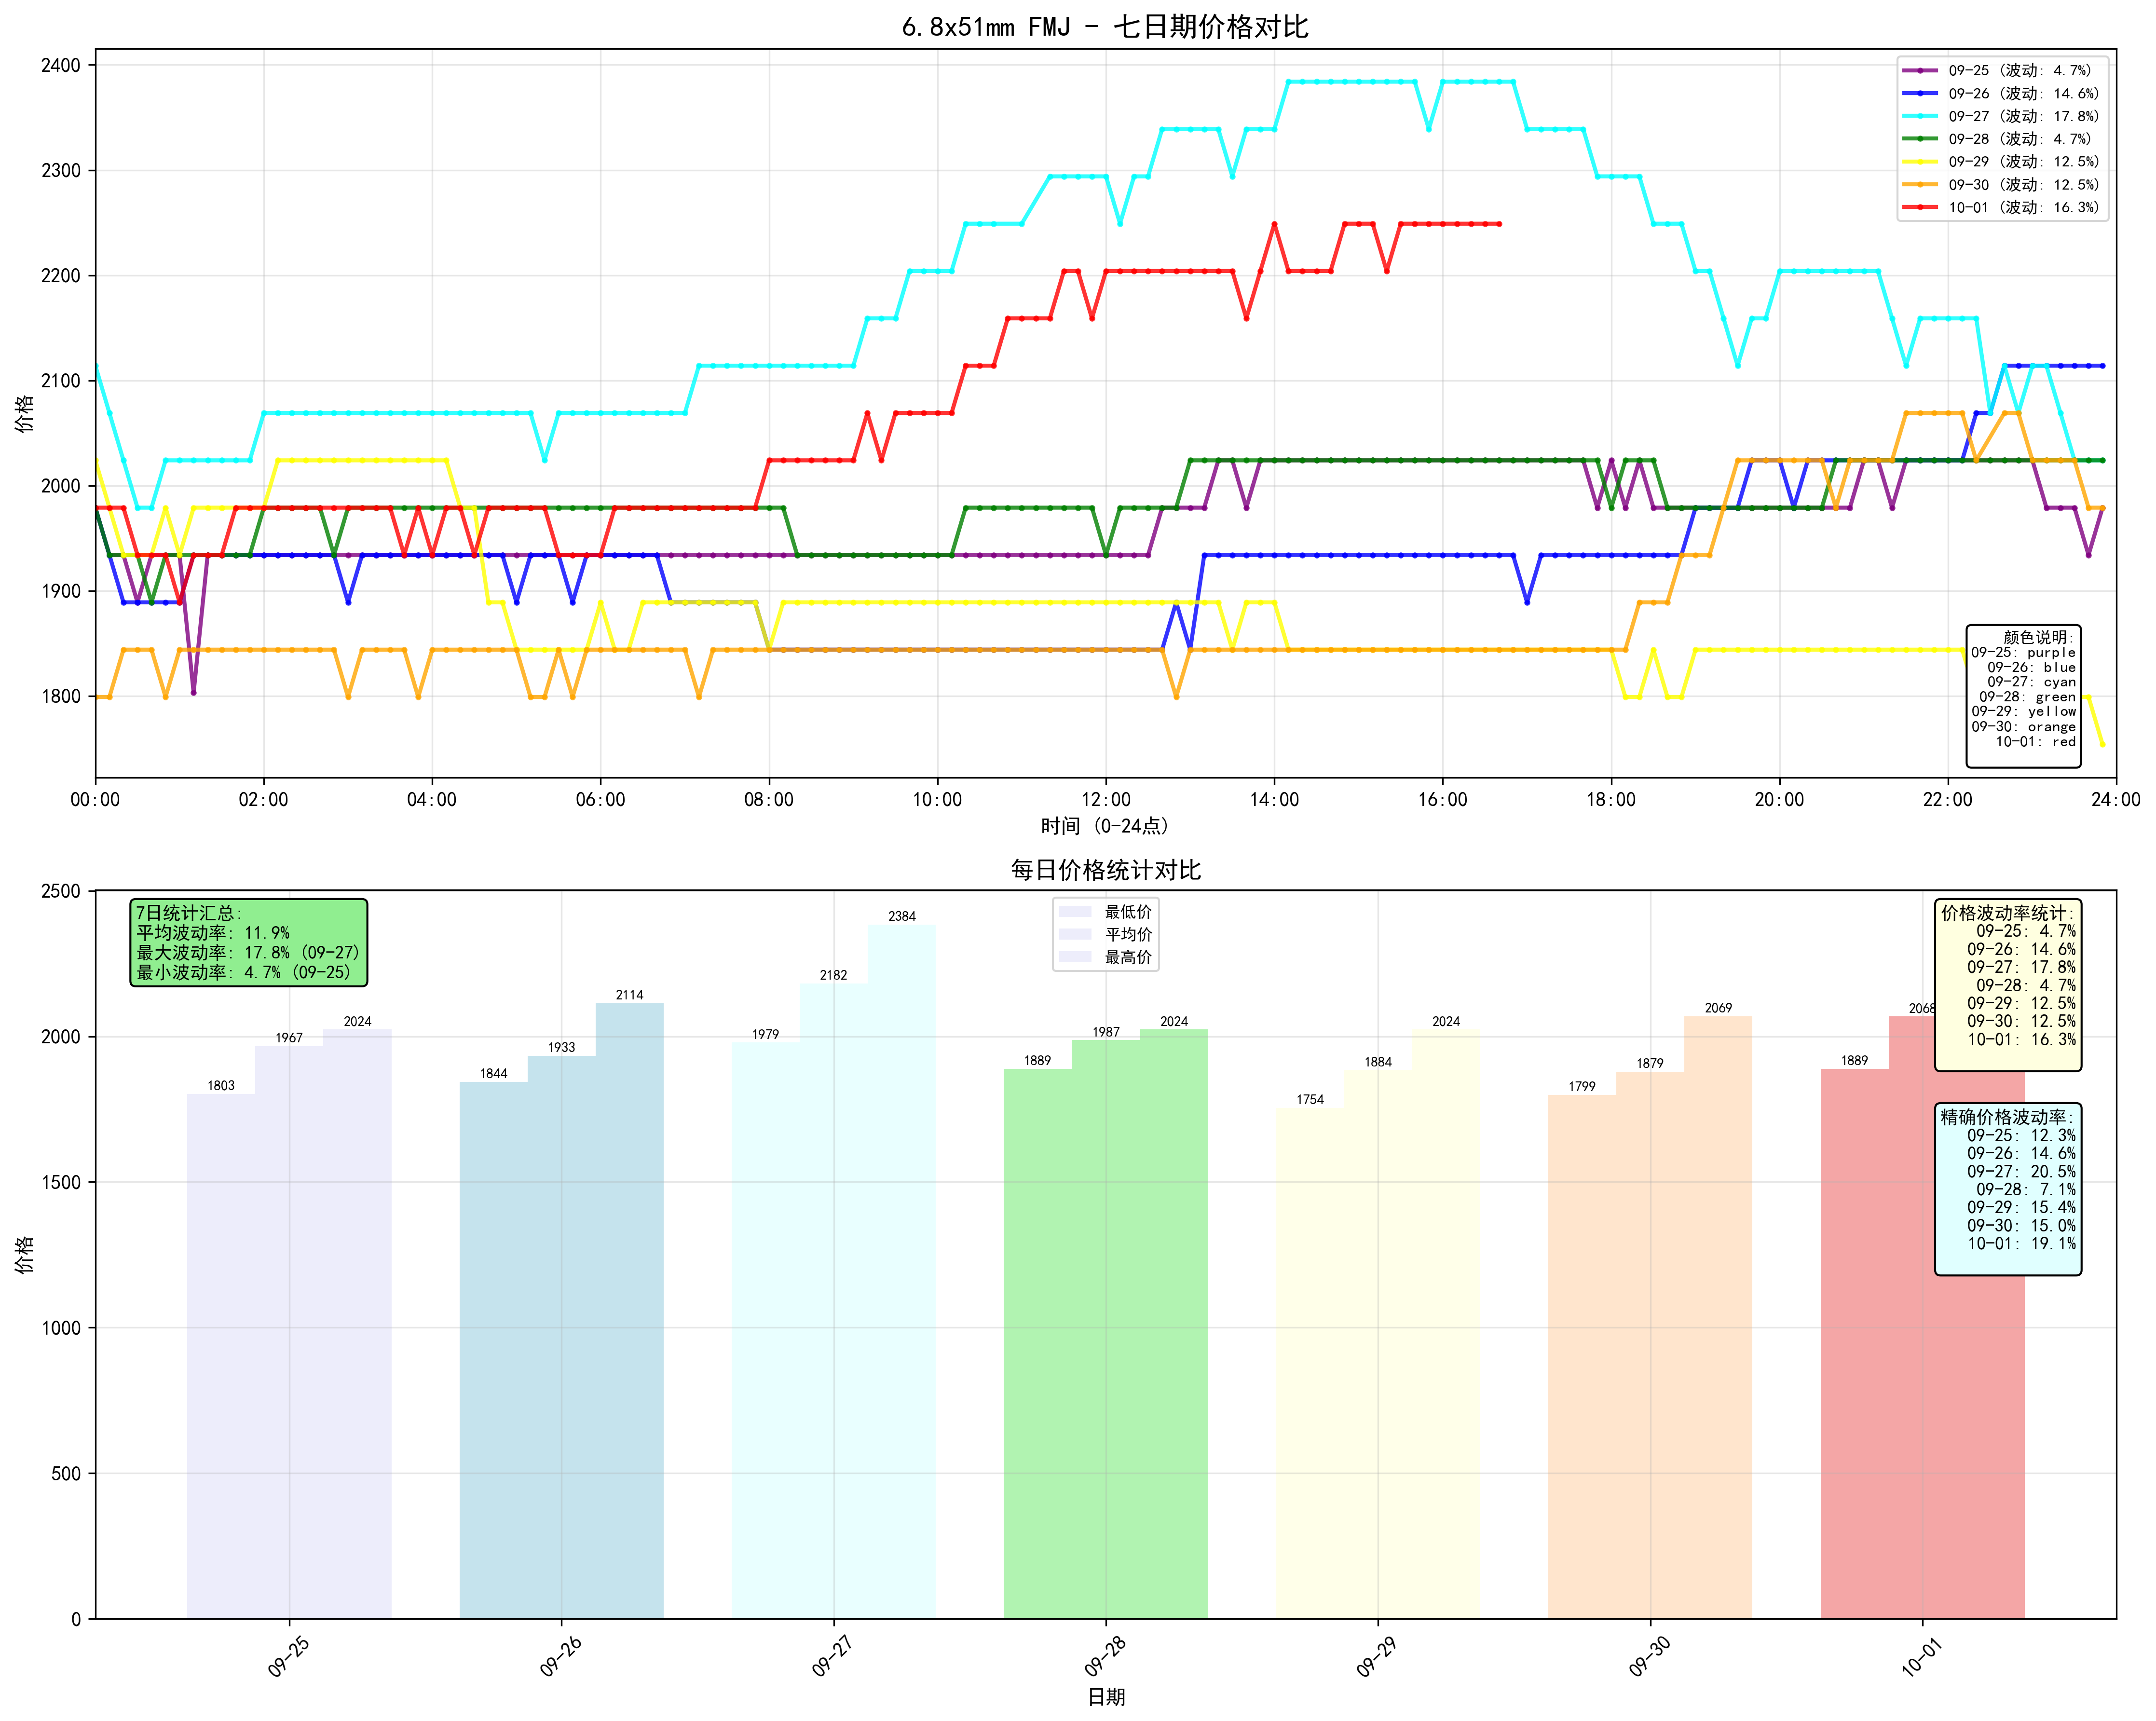 6.8x51mm FMJ - 七日期价格对比
价格
2400
2300
2200
2100
2000
1900
1800
09-25 (波动: 4.7%)
09-26 (波动: 14.6%)
09-27 (波动: 17.8%)
09-28 (波动: 4.7%)
09-29 (波动: 12.5%)
09-30 (波动: 12.5%)
10-01 (波动: 16.3%)
颜色说明:
09-25: purple
09-26: blue
09-27: cyan
09-28: green
09-29: yellow
09-30: orange
10-01: red
00:00 02:00 04:00 06:00 08:00 10:00 12:00 14:00 16:00 18:00 20:00 22:00 24:00
时间 (0-24点)
每日价格统计对比
价格
2500
2000
1500
1000
500
0
7日统计汇总:
平均波动率: 11.9%
最大波动率: 17.8% (09-27)
最小波动率: 4.7% (09-25)
最低价
平均价
最高价
价格波动率统计:
09-25: 4.7%
09-26: 14.6%
09-27: 17.8%
09-28: 4.7%
09-29: 12.5%
09-30: 12.5%
10-01: 16.3%
精确价格波动率:
09-25: 12.3%
09-26: 14.6%
09-27: 20.5%
09-28: 7.1%
09-29: 15.4%
09-30: 15.0%
10-01: 19.1%
1803 1967 2024
1844 1933 2114
1979 2182 2384
1889 1987 2024
1754 1884 2024
1799 1879 2069
1889 2068
09-25 09-26 09-27 09-28 09-29 09-30 10-01
日期